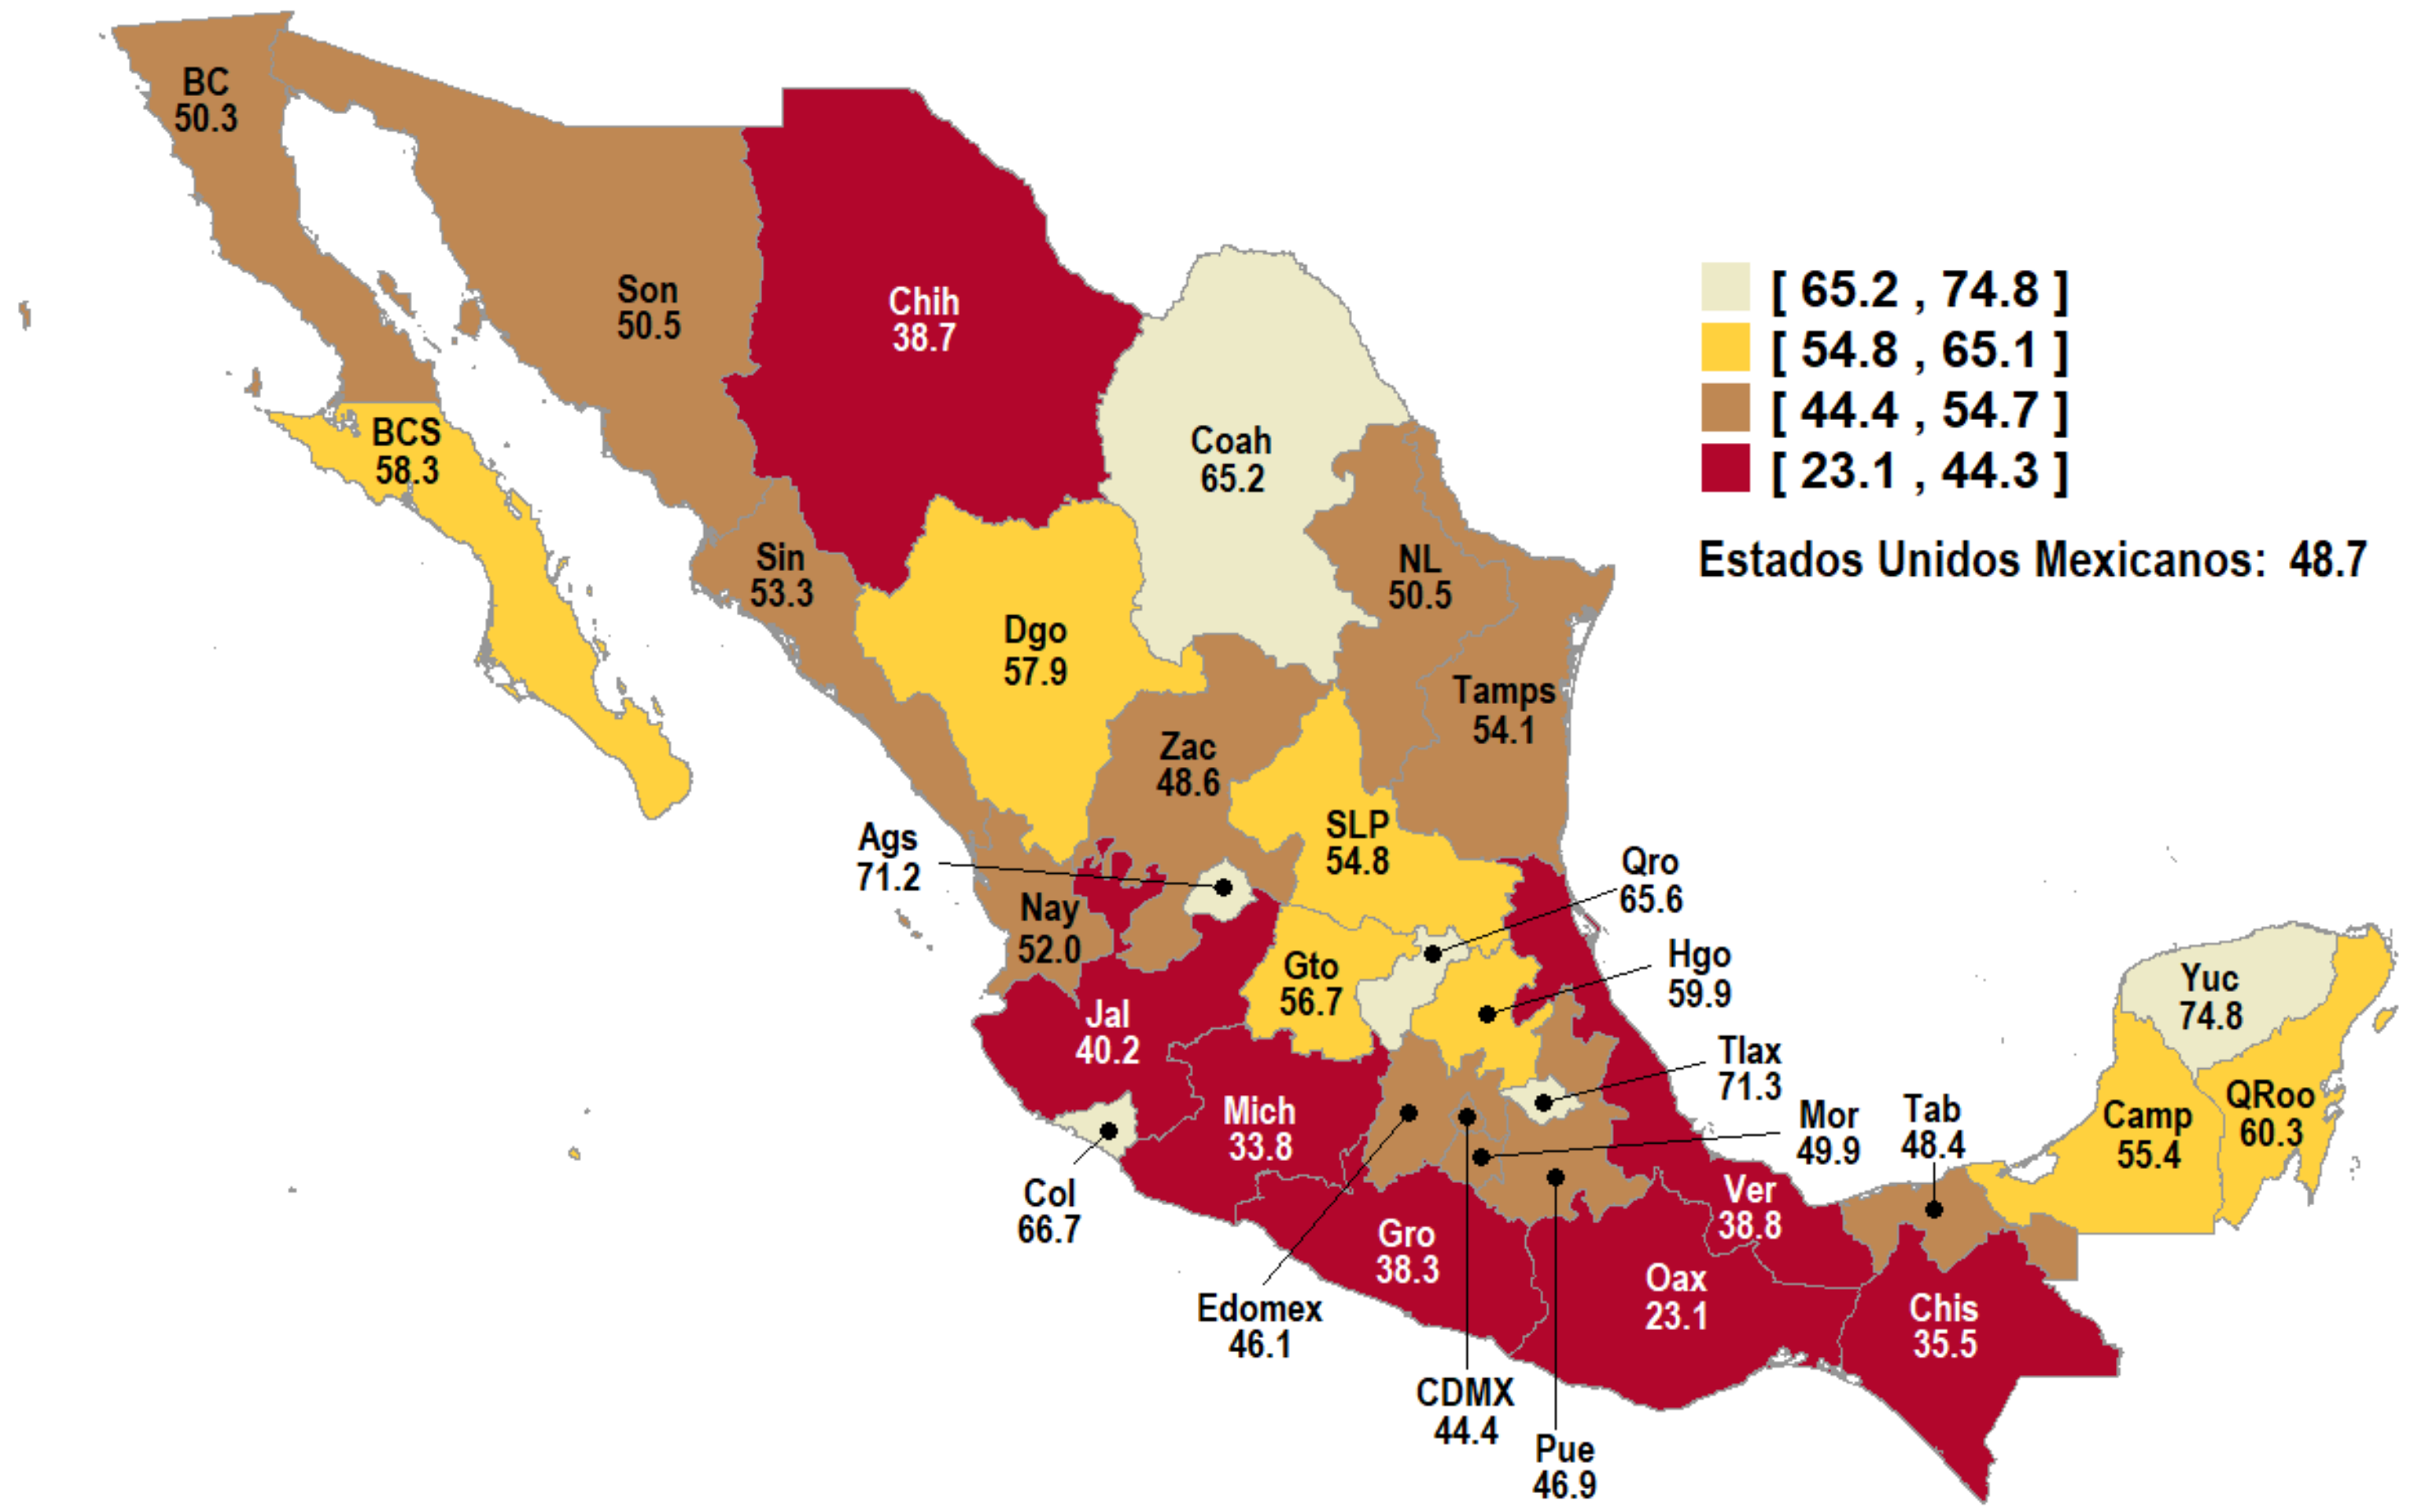 BC
50.3
Son
50.5
Chih
38.7
Coah
65.2
[ 65.2 , 74.8 ]
[ 54.8 , 65.1 ]
[ 44.4 , 54.7 ]
[ 23.1 , 44.3 ]
Estados Unidos Mexicanos: 48.7
BCS
58.3
Sin
53.3
NL
50.5
Dgo
57.9
Tamps
54.1
Zac
48.6
SLP
54.8
Ags
71.2
Qro
65.6
Nay
52.0
Gto
56.7
Hgo
59.9
Yuc
74.8
Jal
40.2
Tlax
71.3
Mich
33.8
Mor
49.9
Tab
48.4
Camp
55.4
QRoo
60.3
Col
66.7
Ver
38.8
Gro
38.3
Oax
23.1
Chis
35.5
Edomex
46.1
CDMX
44.4
Pue
46.9